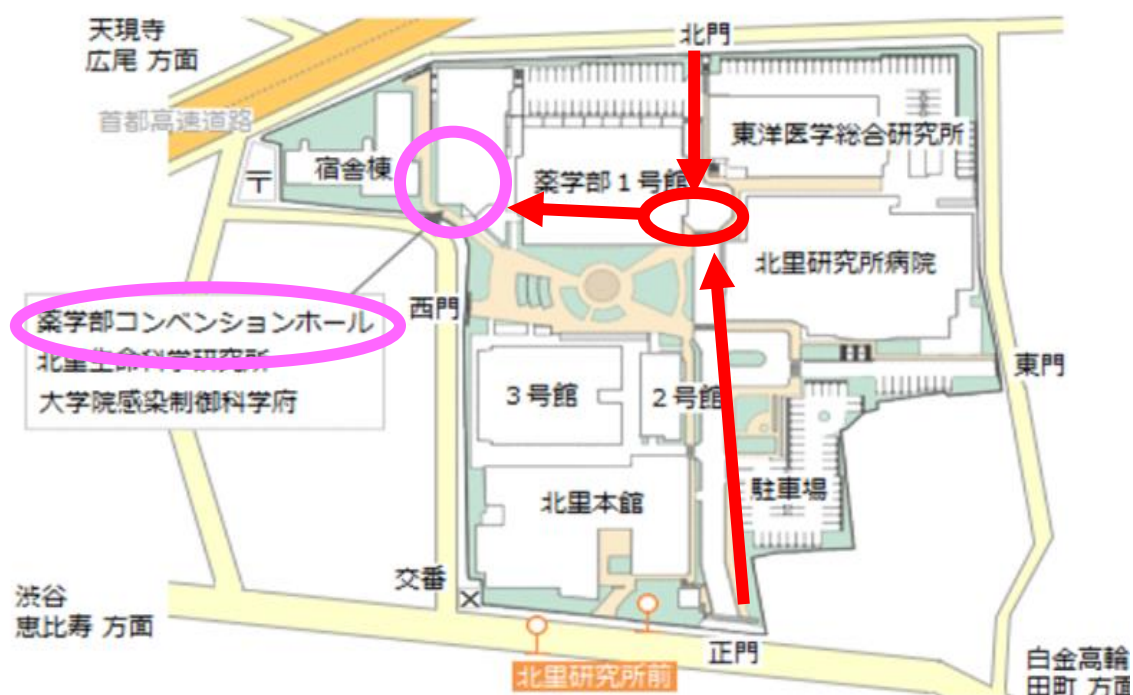 天現寺
広尾 方面
北門
首都高速道路
東洋医学総合研究所
宿舎棟
薬学部１号館
〒
北里研究所病院
西門
薬学部コンベンションホール
北里生命科学研究所
大学院感染制御科学府
東門
３号館
２号館
駐車場
北里本館
交番
渋谷
恵比寿 方面
正門
北里研究所前
白金高輪
田町 方面